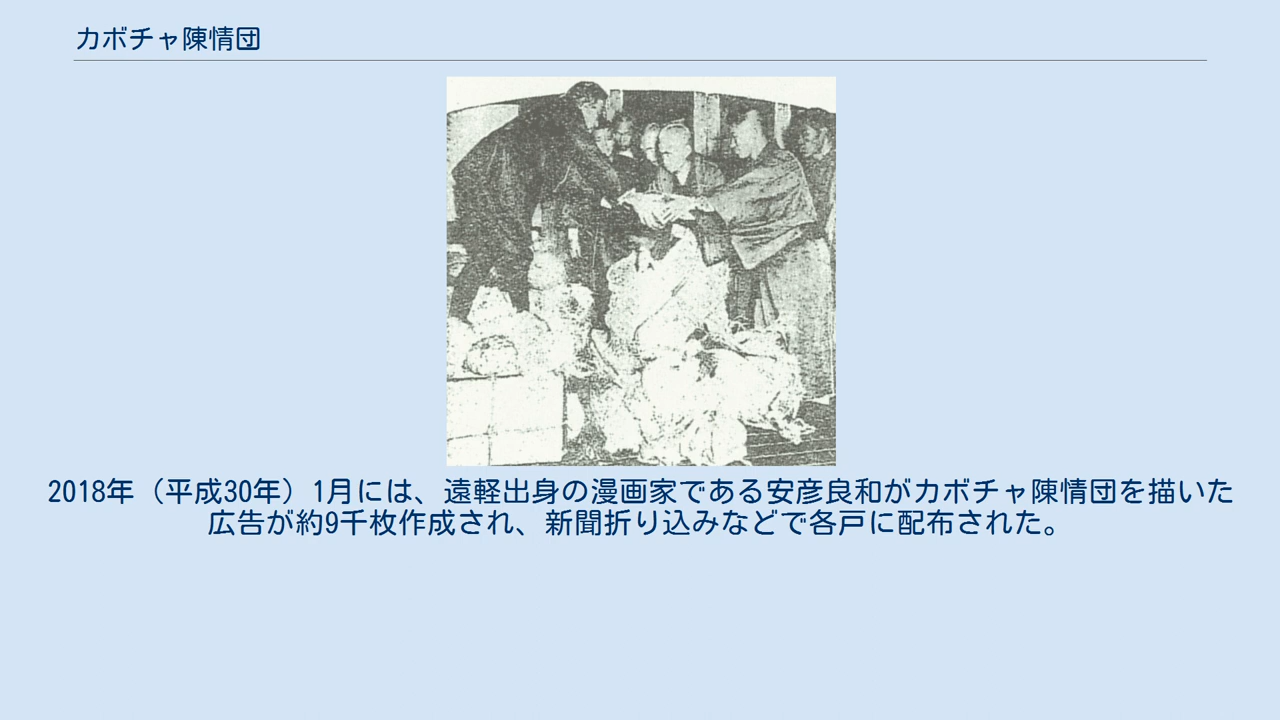 カボチャ陳情団
2018年（平成30年）1月には、遠軽出身の漫画家である安彦良和がカボチャ陳情団を描いた
広告が約9千枚作成され、新聞折り込みなどで各戸に配布された。